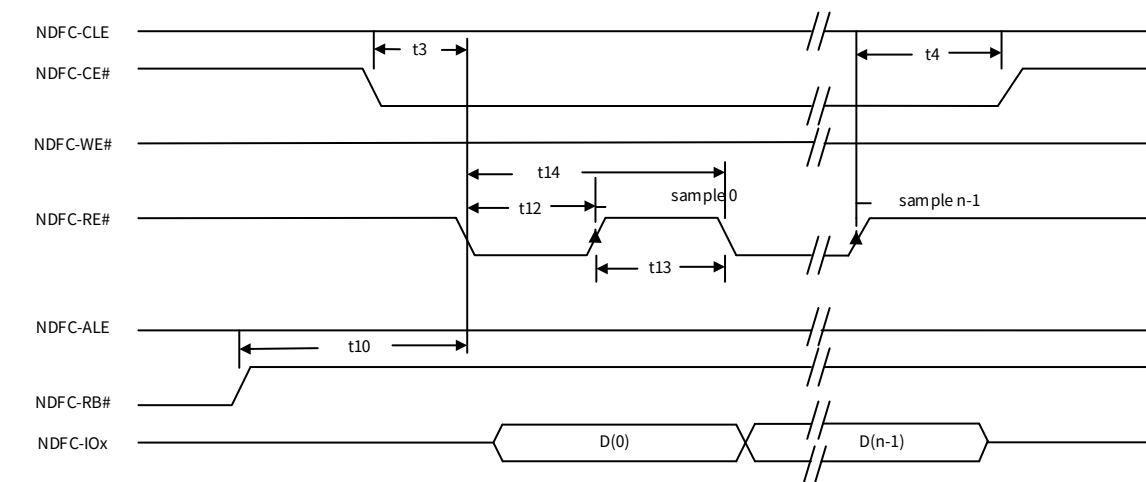 NDFC-CLE
t3
t4
NDFC-CE#
NDFC-WE#
t14
sample 0
t12
sample n-1
NDFC-RE#
t13
NDFC-ALE
t10
NDFC-RB#
NDFC-IOx
D(0)
D(n-1)